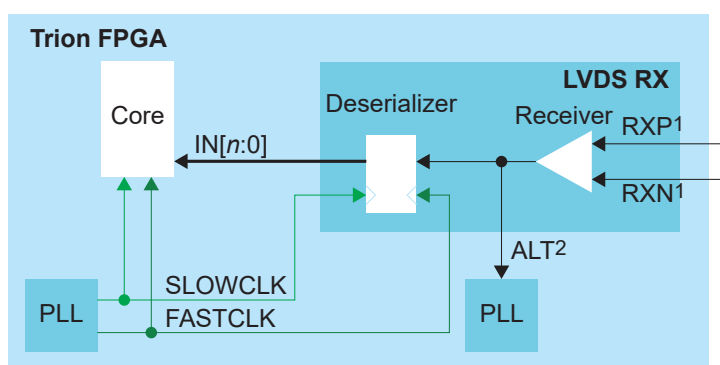 Trion FPGA
LVDS RX
Core
Deserializer
Receiver
RXP1
IN[n:0]
RXN1
ALT2
SLOWCLK
PLL
PLL
FASTCLK